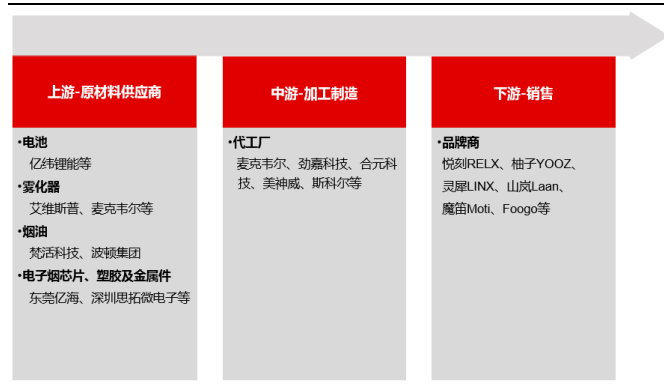 上游-原材料供应商
•电池
亿纬锂能等
•雾化器
艾维斯普、麦克韦尔等
•烟油
梵活科技、波顿集团
•电子烟芯片、塑胶及金属件
东莞亿海、深圳思拓微电子等
中游-加工制造
•代工厂
麦克韦尔、劲嘉科技、合元科
技、美神威、斯科尔等
下游-销售
•品牌商
悦刻RELX、柚子YOOZ、
灵犀LINX、山岚Laan、
魔笛Moti、Foogo等